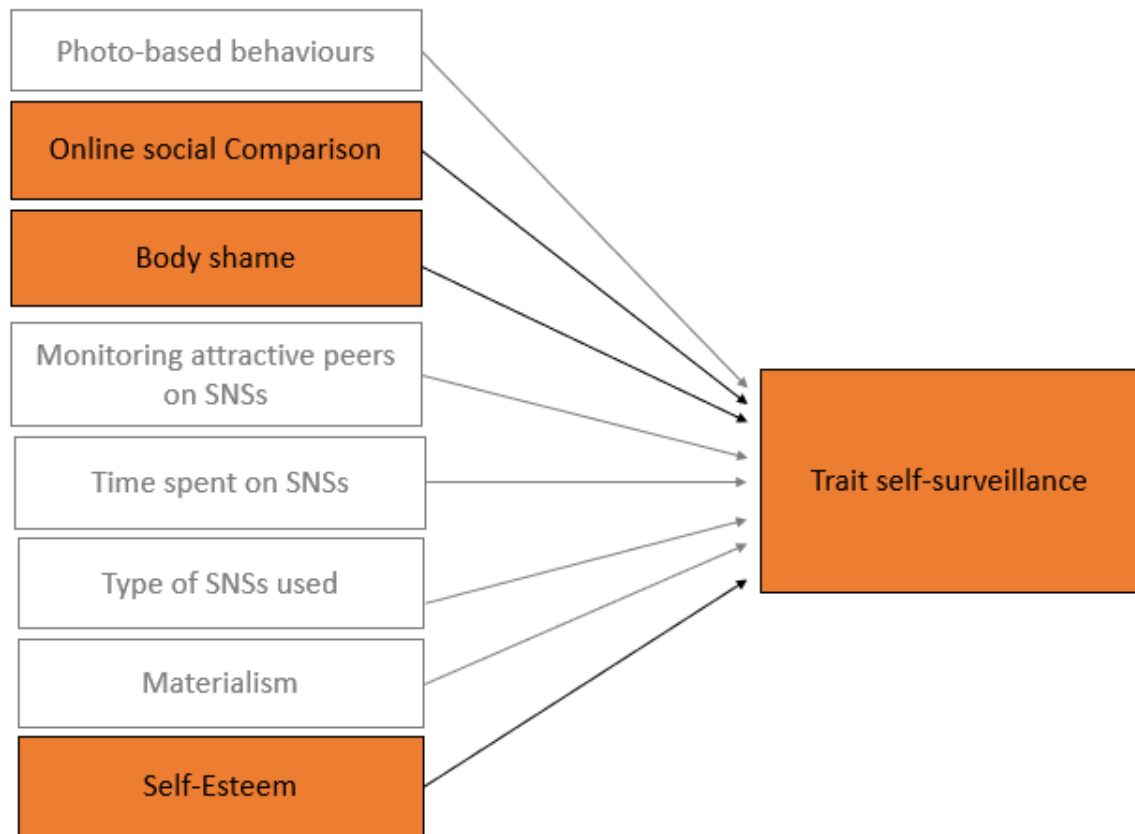 Photo-based behaviours
Online social Comparison
Body shame
Monitoring attractive peers
on SNSs
Time spent on SNSs
Type of SNSs used
Materialism
Self-Esteem
Trait self-surveillance